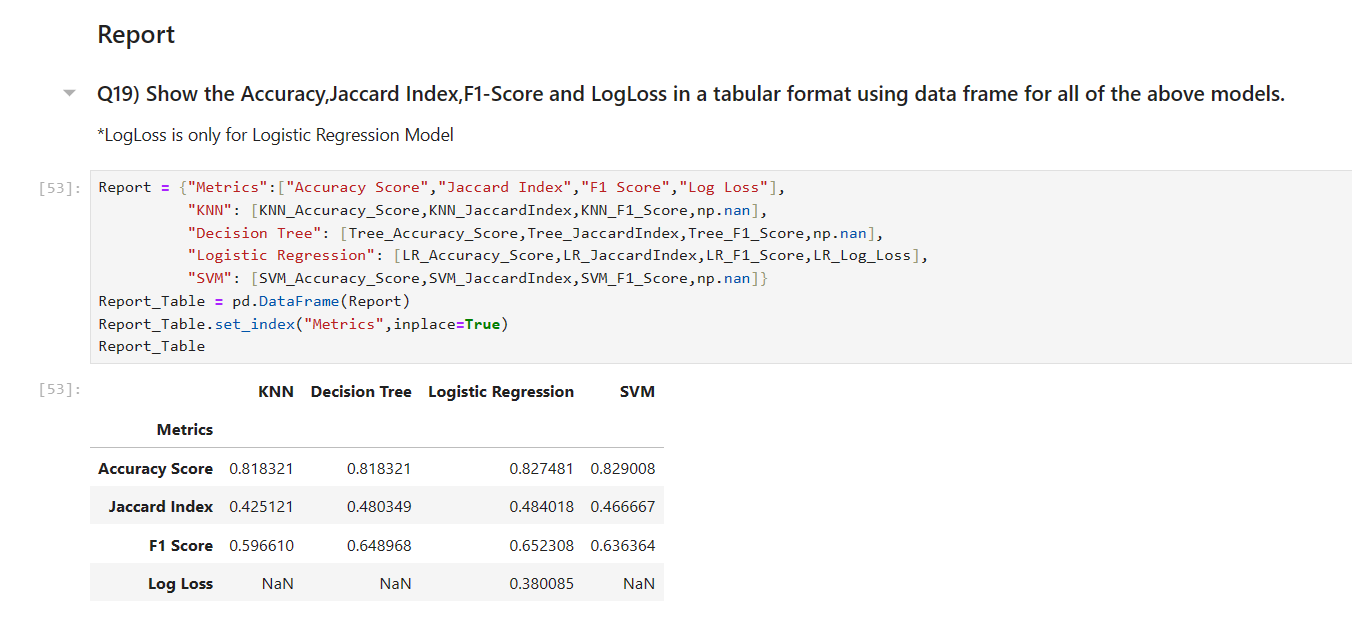 Report
Q19) Show the Accuracy,Jaccard Index,F1-Score and LogLoss in a tabular format using data frame for all of the above models.
*LogLoss is only for Logistic Regression Model
[53]: Report = {"Metrics":["Accuracy Score","Jaccard Index","F1 Score","Log Loss"],
"KNN": [KNN_Accuracy_Score,KNN_JaccardIndex,KNN_F1_Score,np.nan],
"Decision Tree": [Tree_Accuracy_Score,Tree_JaccardIndex,Tree_F1_Score,np.nan],
"Logistic Regression": [LR_Accuracy_Score,LR_JaccardIndex,LR_F1_Score,LR_Log_Loss],
"SVM": [SVM_Accuracy_Score,SVM_JaccardIndex,SVM_F1_Score,np.nan]}
Report_Table = pd.DataFrame(Report)
Report_Table.set_index("Metrics",inplace=True)
Report_Table
[53]: KNN Decision Tree Logistic Regression SVM
Metrics
Accuracy Score 0.818321 0.818321 0.827481 0.829008
Jaccard Index 0.425121 0.480349 0.484018 0.466667
F1 Score 0.596610 0.648968 0.652308 0.636364
Log Loss NaN NaN 0.380085 NaN